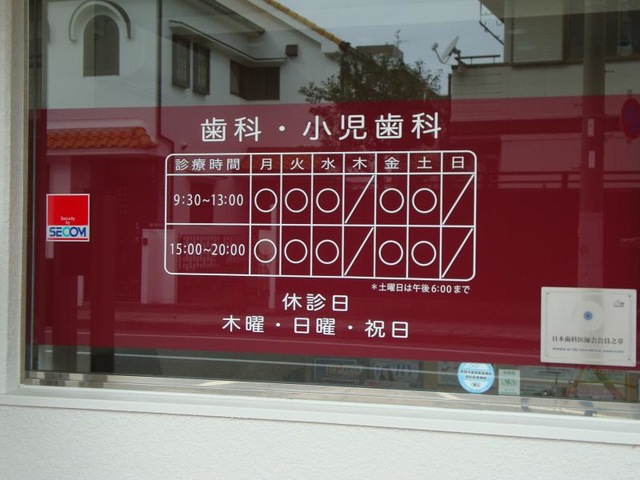 歯科・小児歯科
診療時間 月 火 水 木 金 土 日
9:30~13:00 ○ ○ ○ / ○ ○ /
15:00~20:00 ○ ○ ○ / ○ ○ /
*土曜日は午後6:00まで
休診日
木曜・日曜・祝日
Security by
SECOM
日本歯科医師会会員之章